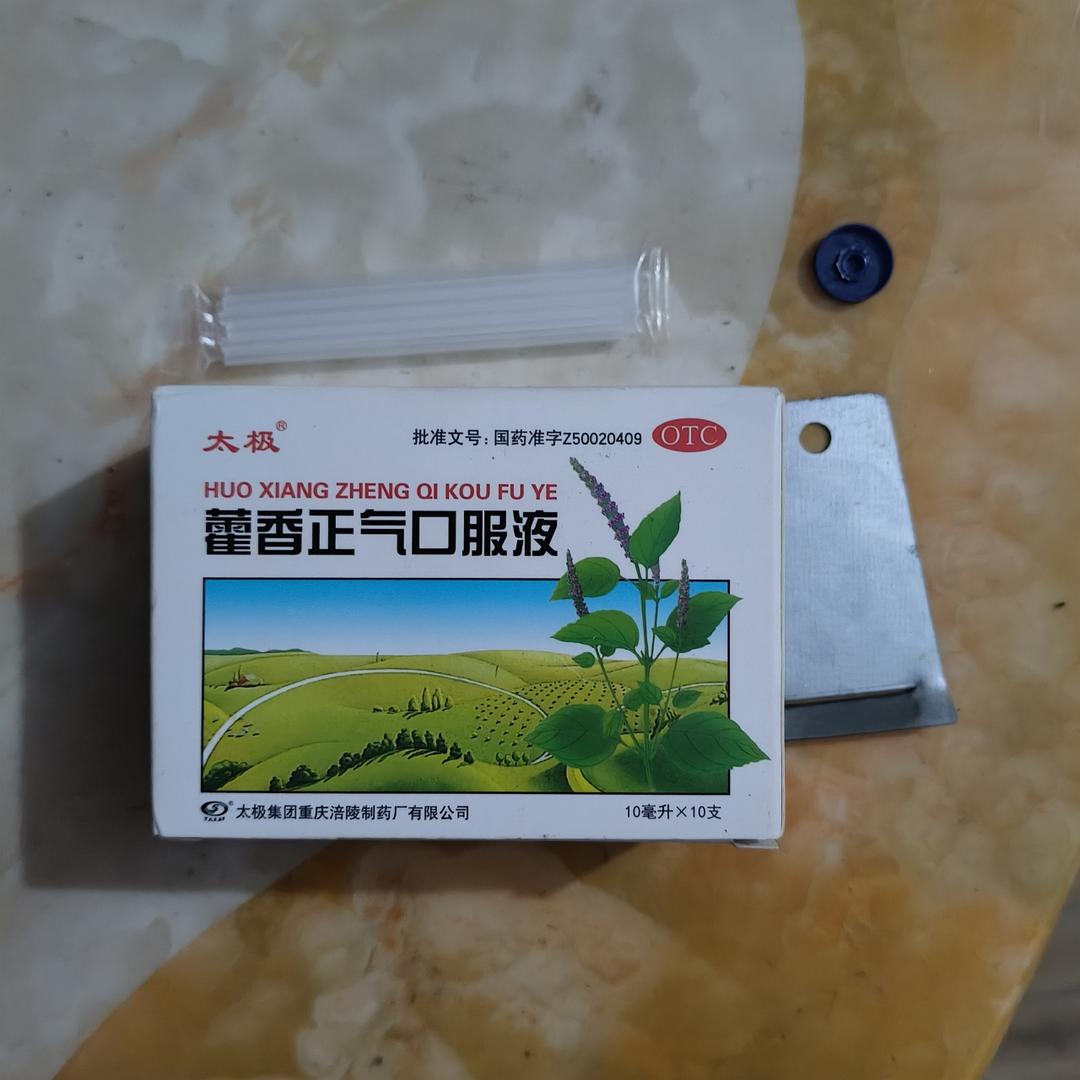 太极®
批准文号：国药准字Z50020409 OTC
HUO XIANG ZHENG QI KOU FU YE
藿香正气口服液
太极集团重庆涪陵制药厂有限公司
10毫升×10支